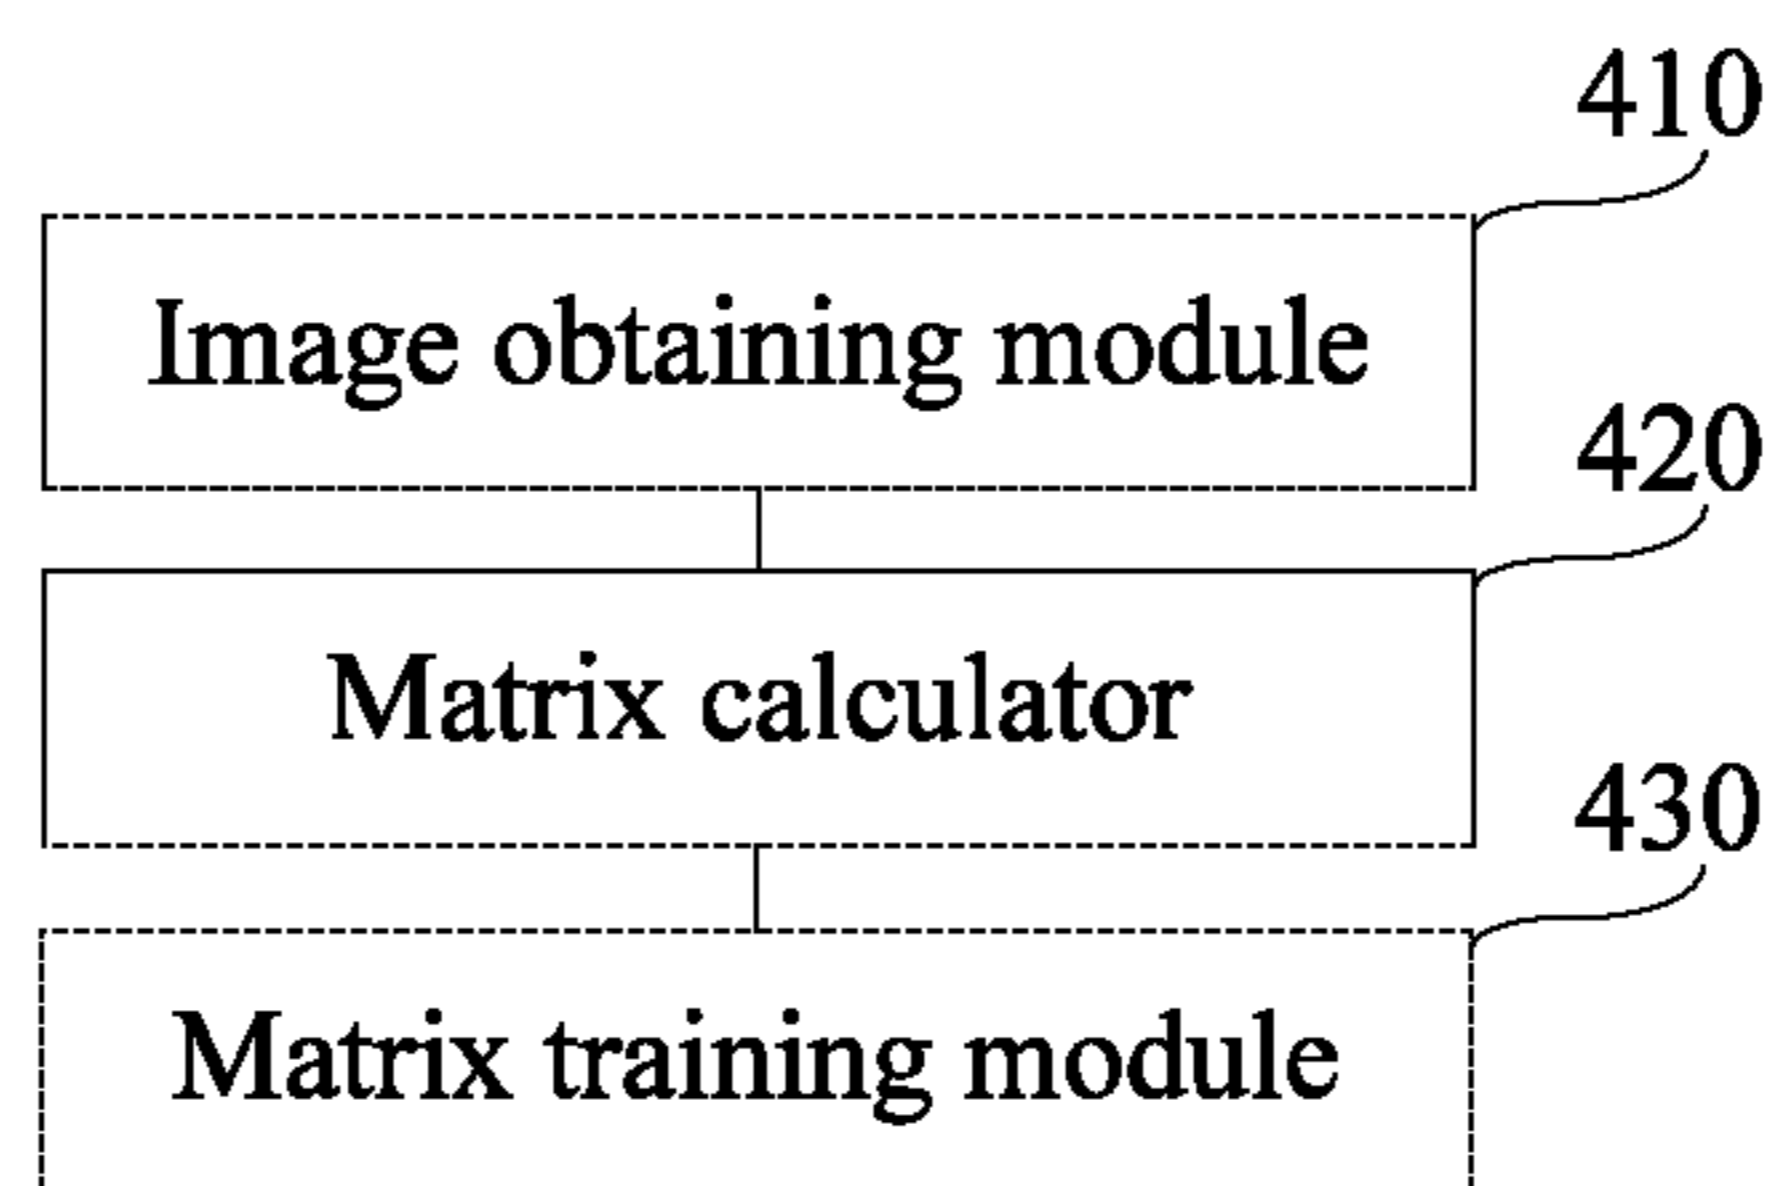 410
Image obtaining module
420
Matrix calculator
430
Matrix training module